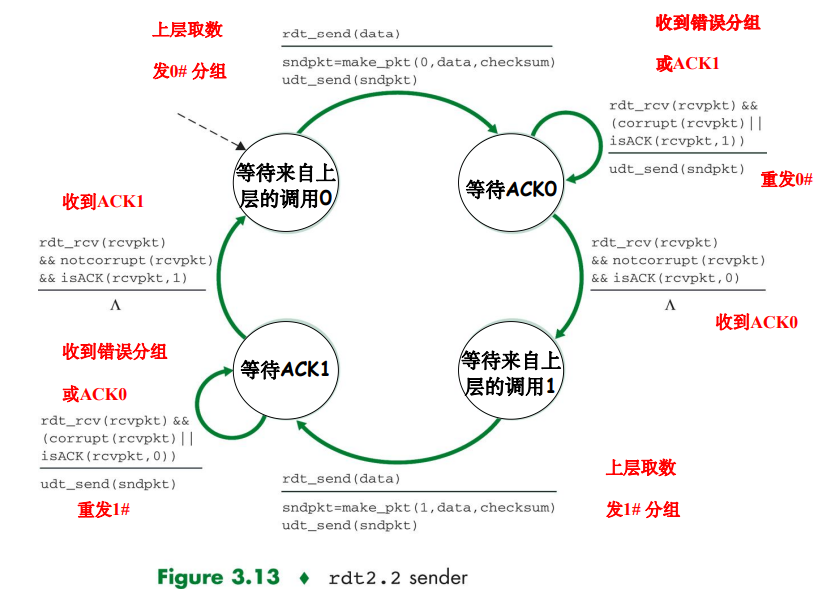 上层取数
发0# 分组
rdt_send(data)
sndpkt=make_pkt(0,data,checksum)
udt_send(sndpkt)
收到错误分组
或ACK1
rdt_rcv(rcvpkt) &&
(corrupt(rcvpkt)||
isACK(rcvpkt,1))
udt_send(sndpkt)
重发0#
等待来自上
层的调用0
等待ACK0
收到ACK1
rdt_rcv(rcvpkt)
&& notcorrupt(rcvpkt)
&& isACK(rcvpkt,1)
Λ
rdt_rcv(rcvpkt)
&& notcorrupt(rcvpkt)
&& isACK(rcvpkt,0)
Λ
收到ACK0
收到错误分组
或ACK0
rdt_rcv(rcvpkt) &&
(corrupt(rcvpkt)||
isACK(rcvpkt,0))
udt_send(sndpkt)
重发1#
等待ACK1
等待来自上
层的调用1
rdt_send(data)
sndpkt=make_pkt(1,data,checksum)
udt_send(sndpkt)
上层取数
发1# 分组
Figure 3.13 ♦ rdt2.2 sender